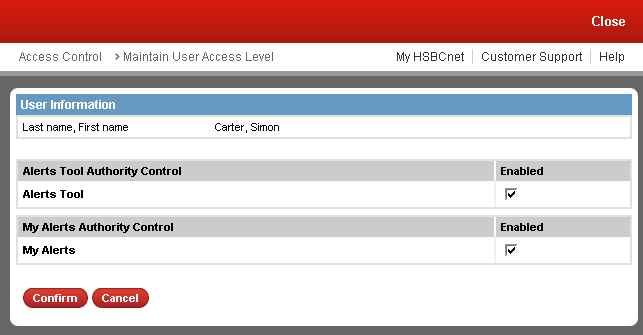 Close
Access Control > Maintain User Access Level My HSBCnet Customer Support Help
User Information
Last name, First name Carter, Simon
Alerts Tool Authority Control Enabled
Alerts Tool
My Alerts Authority Control Enabled
My Alerts
Confirm Cancel